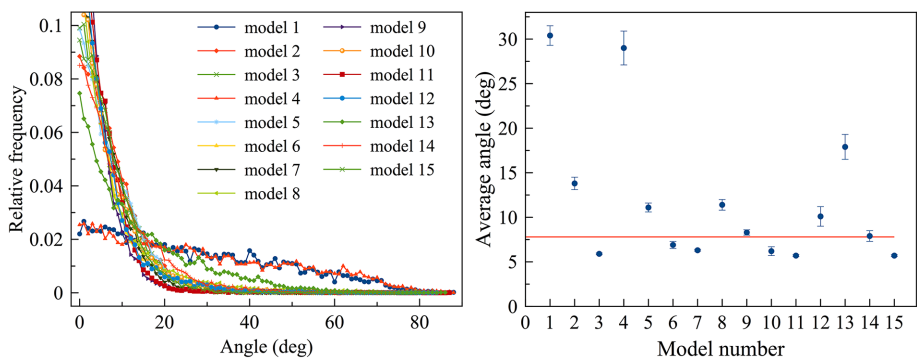 Relative frequency
0.1
0.08
0.06
0.04
0.02
0
0 20 40 60 80
Angle (deg)
model 1
model 2
model 3
model 4
model 5
model 6
model 7
model 8
model 9
model 10
model 11
model 12
model 13
model 14
model 15
Average angle (deg)
30
25
20
15
10
5
0
0 1 2 3 4 5 6 7 8 9 10 11 12 13 14 15
Model number